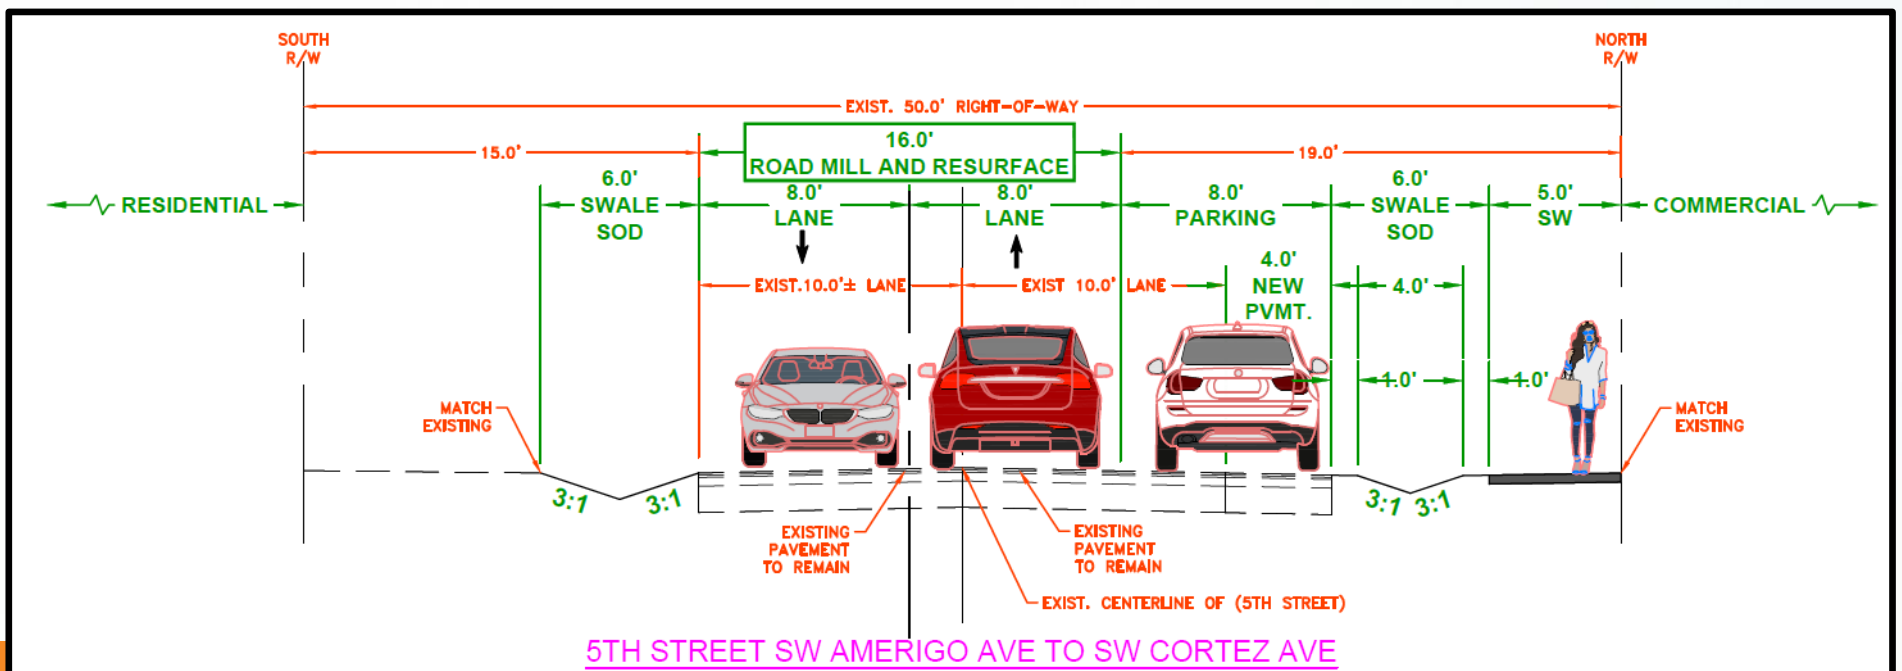 SOUTH
R/W
NORTH
R/W
EXIST. 50.0' RIGHT-OF-WAY
15.0'
16.0'
ROAD MILL AND RESURFACE
19.0'
RESIDENTIAL
6.0'
SWALE
SOD
8.0'
LANE
8.0'
LANE
8.0'
PARKING
6.0'
SWALE
SOD
5.0'
SW
COMMERCIAL
EXIST.10.0'± LANE
EXIST 10.0' LANE
4.0'
NEW
PVMT.
4.0'
1.0'
1.0'
MATCH
EXISTING
MATCH
EXISTING
3:1
3:1
3:1
3:1
EXISTING
PAVEMENT
TO REMAIN
EXISTING
PAVEMENT
TO REMAIN
EXIST. CENTERLINE OF (5TH STREET)
5TH STREET SW AMERIGO AVE TO SW CORTEZ AVE